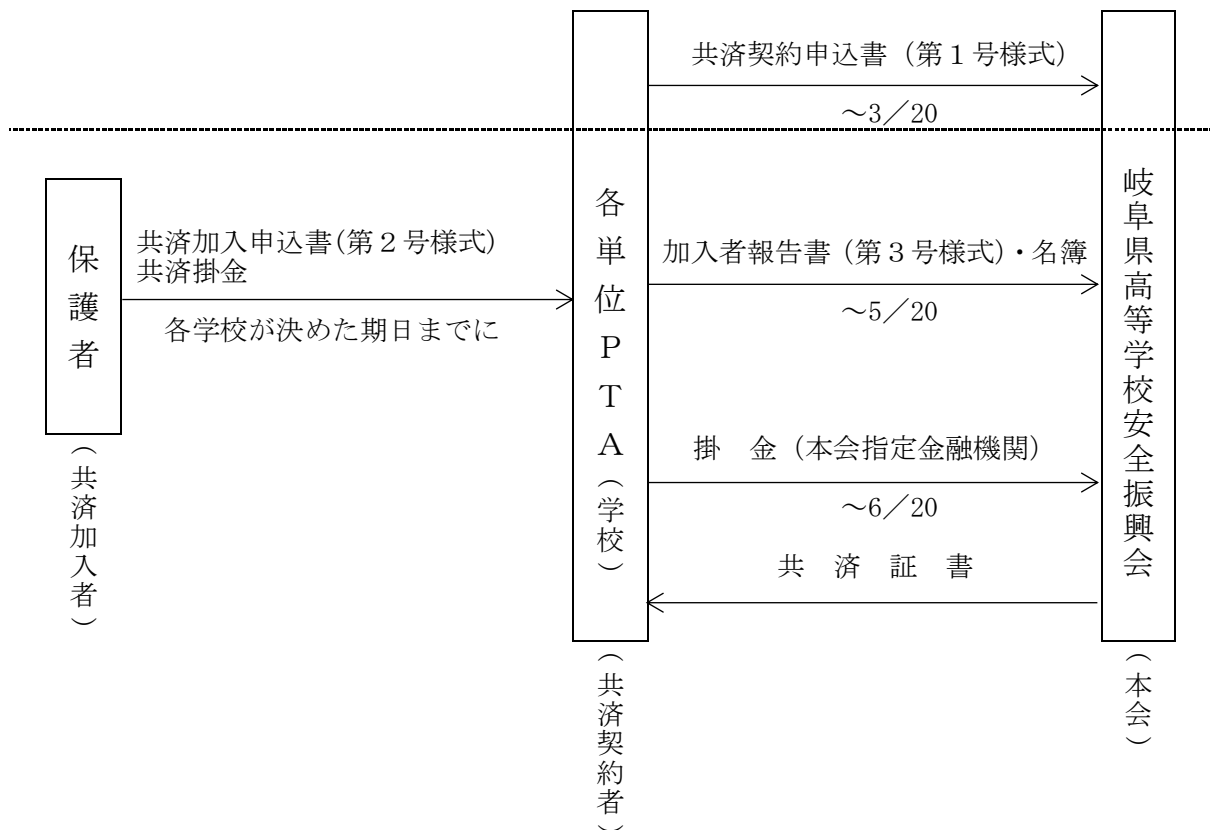 共済契約申込書（第１号様式）
～3／20
保護者
（共済加入者）
共済加入申込書(第２号様式)
共済掛金
各学校が決めた期日までに
各単位ＰＴＡ（学校）
（共済契約者）
加入者報告書（第３号様式）・名簿
～5／20
掛　金（本会指定金融機関）
～6／20
共　済　証　書
岐阜県高等学校安全振興会
（本会）